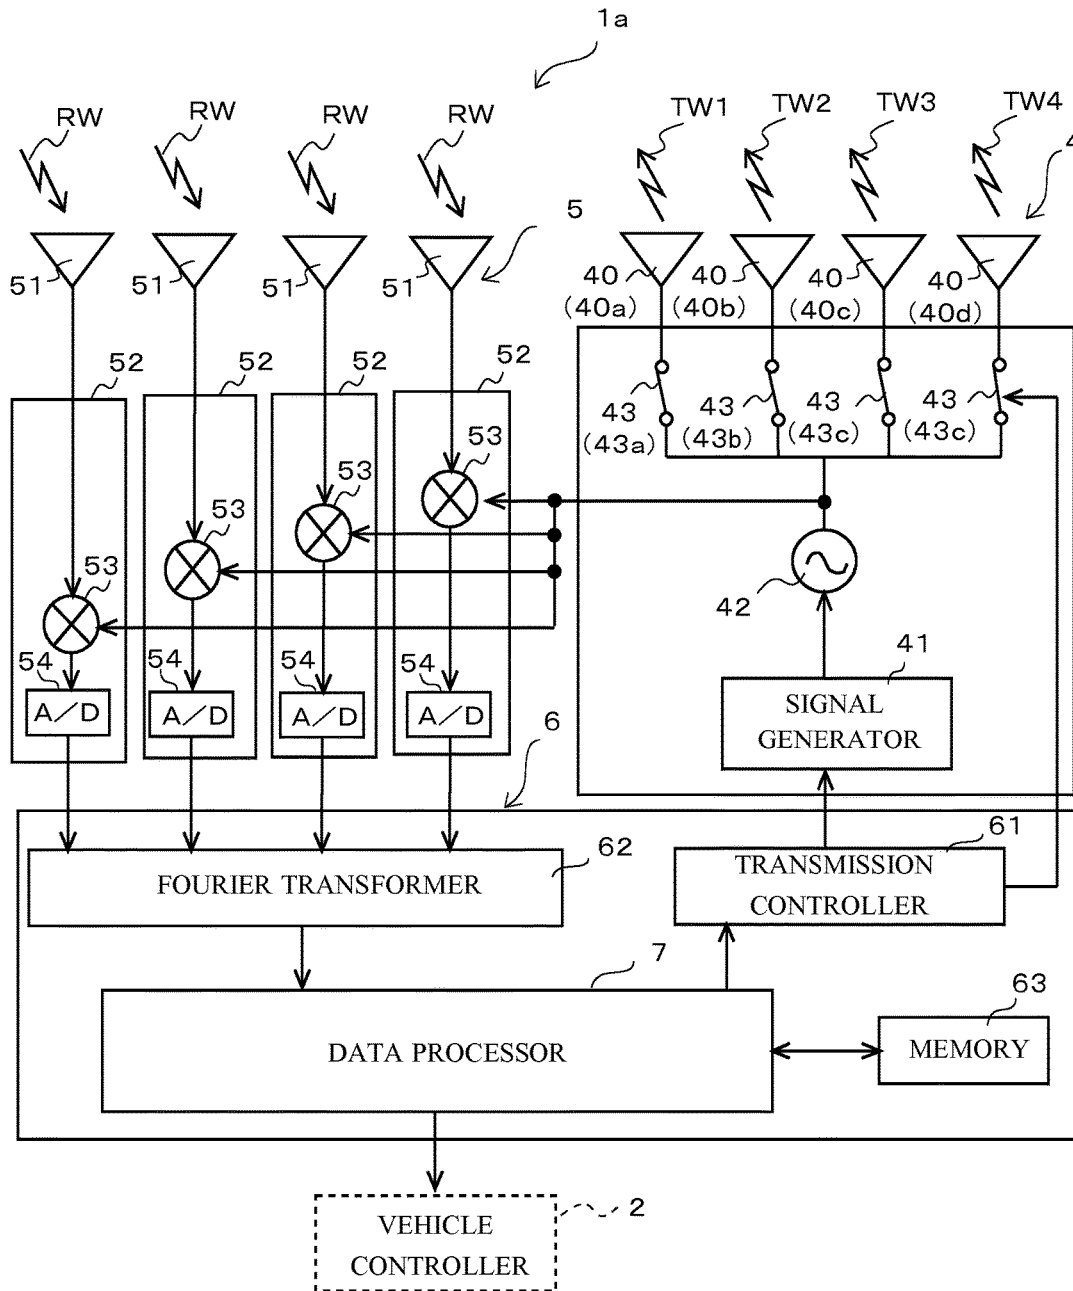 1a
RW RW RW RW TW1 TW2 TW3 TW4
4
5
51 51 51 51 40 40 40 40
(40a) (40b) (40c) (40d)
52 52 52 52
43 43 43 43
(43a) (43b) (43c) (43c)
53 53 53 53
42
54 54 54 54
41
A/D A/D A/D A/D
SIGNAL
GENERATOR
6
61
62
FOURIER TRANSFORMER
TRANSMISSION
CONTROLLER
7
63
DATA PROCESSOR
MEMORY
2
VEHICLE
CONTROLLER